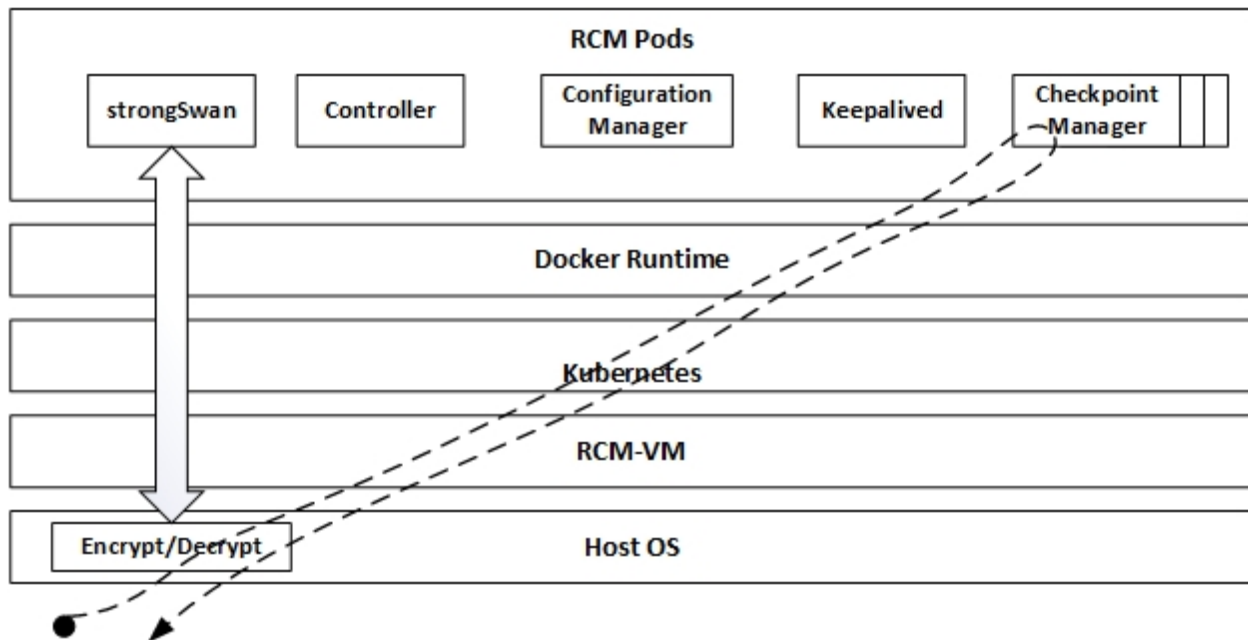 RCM Pods
strongSwan
Controller
Configuration
Manager
Keepalived
Checkpoint
Manager
Docker Runtime
Kubernetes
RCM-VM
Encrypt/Decrypt
Host OS